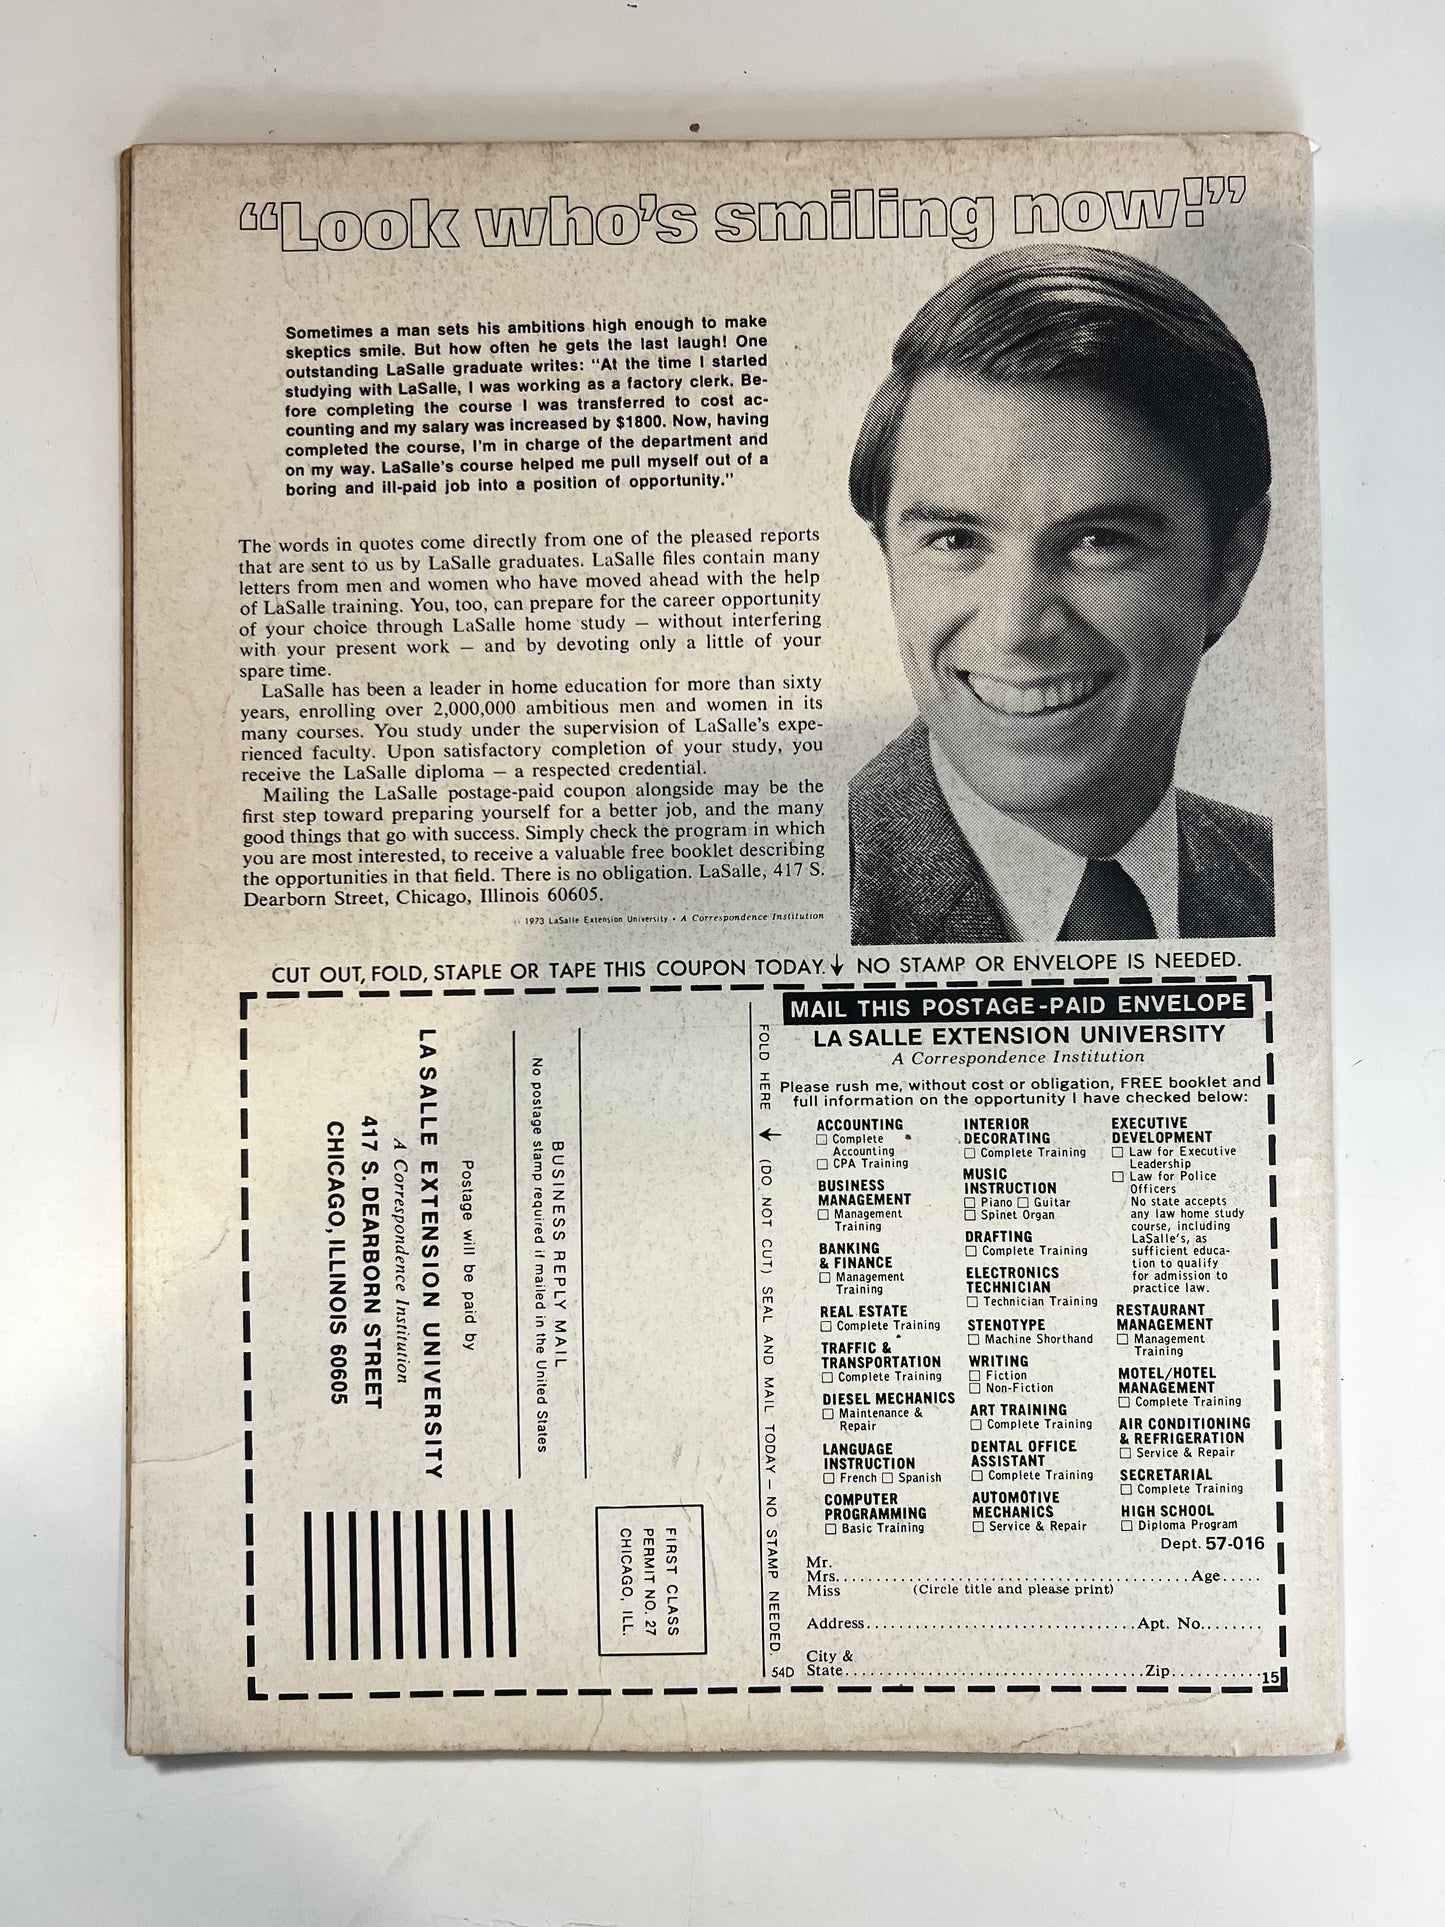 “Look who's smiling now!”
Sometimes a man sets his ambitions high enough to make
skeptics smile. But how often he gets the last laugh! One
outstanding LaSalle graduate writes: “At the time I started
studying with LaSalle, I was working as a factory clerk. Be-
fore completing the course I was transferred to cost ac-
counting and my salary was increased by $1800. Now, having
completed the course, I'm in charge of the department and
on my way. LaSalle's course helped me pull myself out of a
boring and ill-paid job into a position of opportunity.”
The words in quotes come directly from one of the pleased reports
that are sent to us by LaSalle graduates. LaSalle files contain many
letters from men and women who have moved ahead with the help
of LaSalle training. You, too, can prepare for the career opportunity
of your choice through LaSalle home study — without interfering
with your present work — and by devoting only a little of your
spare time.
LaSalle has been a leader in home education for more than sixty
years, enrolling over 2,000,000 ambitious men and women in its
many courses. You study under the supervision of LaSalle's expe-
rienced faculty. Upon satisfactory completion of your study, you
receive the LaSalle diploma — a respected credential.
Mailing the LaSalle postage-paid coupon alongside may be the
first step toward preparing yourself for a better job, and the many
good things that go with success. Simply check the program in which
you are most interested, to receive a valuable free booklet describing
the opportunities in that field. There is no obligation. LaSalle, 417 S.
Dearborn Street, Chicago, Illinois 60605.
1973 LaSalle Extension University • A Correspondence Institution
CUT OUT, FOLD, STAPLE OR TAPE THIS COUPON TODAY. ↓ NO STAMP OR ENVELOPE IS NEEDED.
FIRST CLASS
PERMIT NO. 27
CHICAGO, ILL.
BUSINESS REPLY MAIL
No postage stamp required if mailed in the United States
Postage will be paid by
LA SALLE EXTENSION UNIVERSITY
A Correspondence Institution
417 S. DEARBORN STREET
CHICAGO, ILLINOIS 60605
FOLD HERE ← (DO NOT CUT) SEAL AND MAIL TODAY — NO STAMP NEEDED.
54D
MAIL THIS POSTAGE-PAID ENVELOPE
LA SALLE EXTENSION UNIVERSITY
A Correspondence Institution
Please rush me, without cost or obligation, FREE booklet and
full information on the opportunity I have checked below:
ACCOUNTING
☐ Complete
Accounting
☐ CPA Training
BUSINESS
MANAGEMENT
☐ Management
Training
BANKING
& FINANCE
☐ Management
Training
REAL ESTATE
☐ Complete Training
TRAFFIC &
TRANSPORTATION
☐ Complete Training
DIESEL MECHANICS
☐ Maintenance &
Repair
LANGUAGE
INSTRUCTION
☐ French ☐ Spanish
COMPUTER
PROGRAMMING
☐ Basic Training
INTERIOR
DECORATING
☐ Complete Training
MUSIC
INSTRUCTION
☐ Piano ☐ Guitar
☐ Spinet Organ
DRAFTING
☐ Complete Training
ELECTRONICS
TECHNICIAN
☐ Technician Training
STENOTYPE
☐ Machine Shorthand
WRITING
☐ Fiction
☐ Non-Fiction
ART TRAINING
☐ Complete Training
DENTAL OFFICE
ASSISTANT
☐ Complete Training
AUTOMOTIVE
MECHANICS
☐ Service & Repair
EXECUTIVE
DEVELOPMENT
☐ Law for Executive
Leadership
☐ Law for Police
Officers
No state accepts
any law home study
course, including
LaSalle's, as
sufficient educa-
tion to qualify
for admission to
practice law.
RESTAURANT
MANAGEMENT
☐ Management
Training
MOTEL/HOTEL
MANAGEMENT
☐ Complete Training
AIR CONDITIONING
& REFRIGERATION
☐ Service & Repair
SECRETARIAL
☐ Complete Training
HIGH SCHOOL
☐ Diploma Program
Dept. 57-016
Mr.
Mrs. Age
Miss (Circle title and please print)
Address Apt. No.
City &
State Zip
15